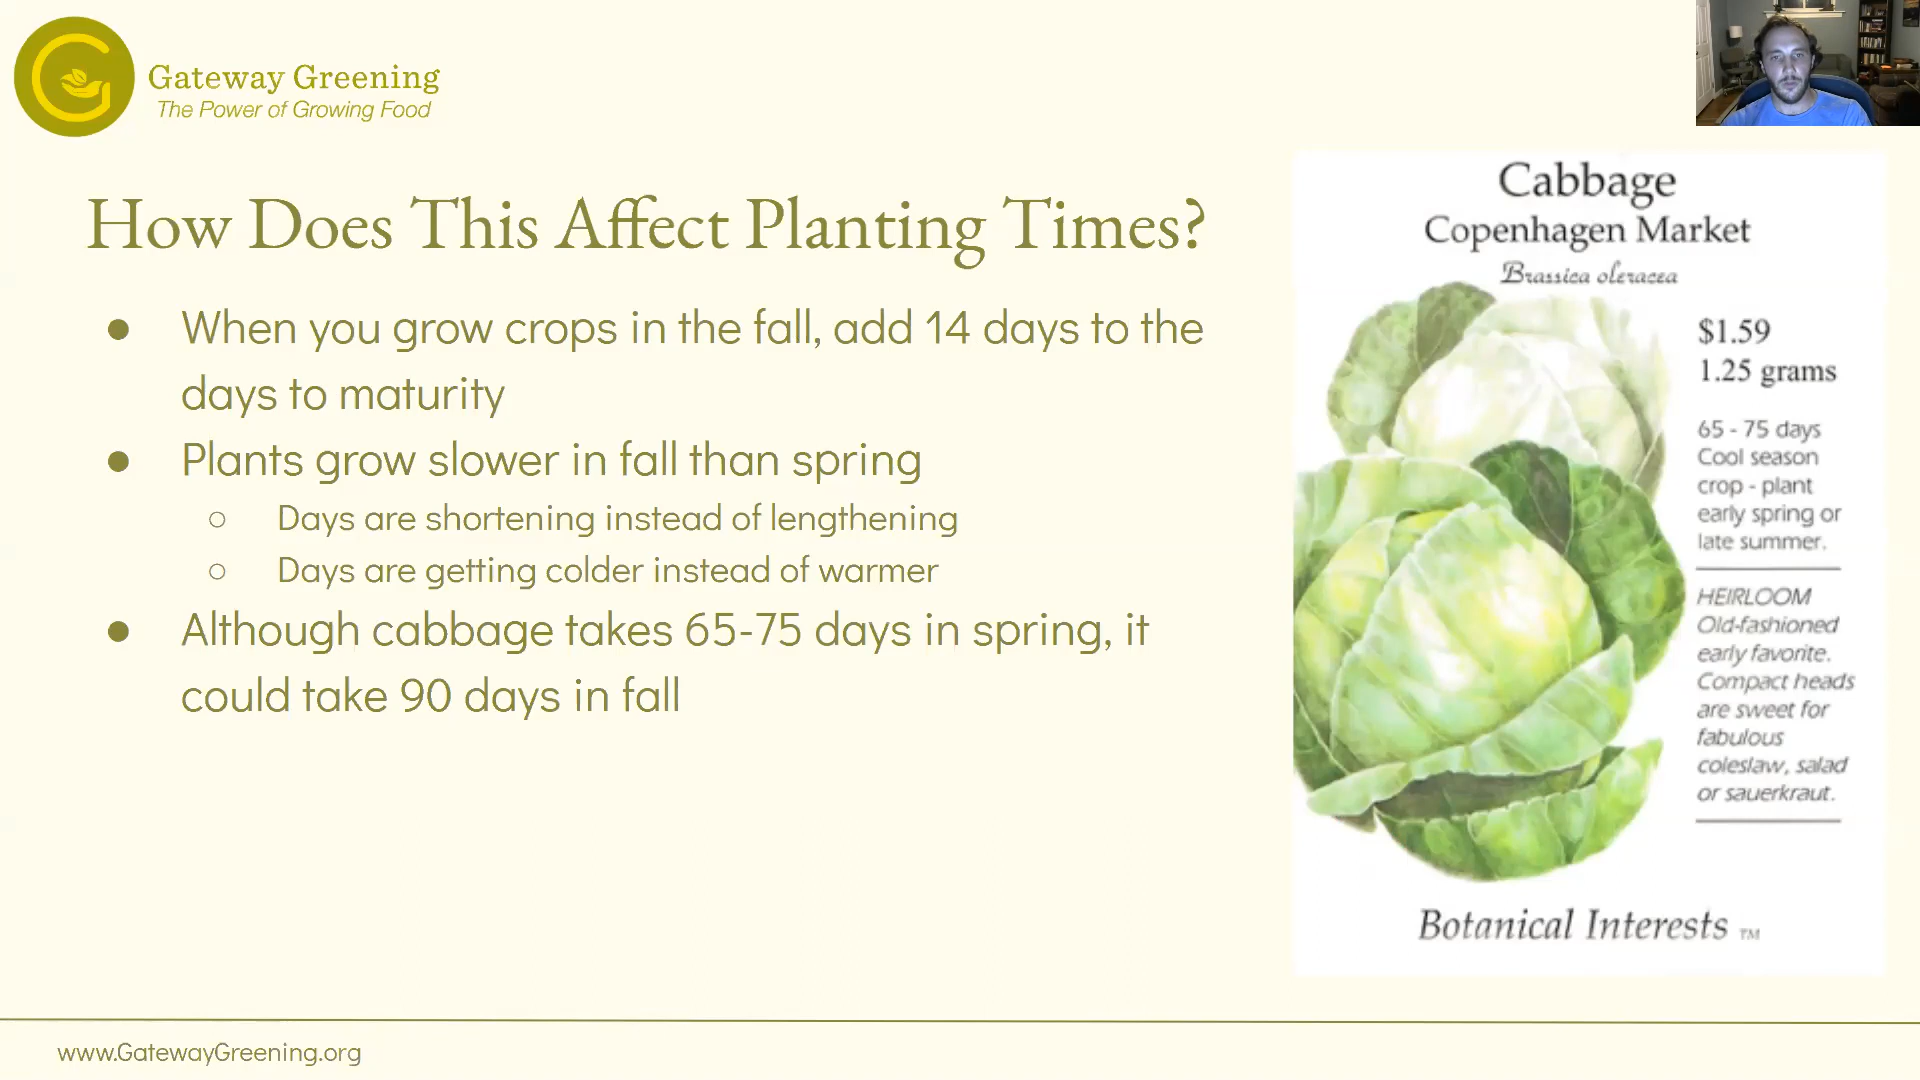 Gateway Greening
The Power of Growing Food
How Does This Affect Planting Times?
● When you grow crops in the fall, add 14 days to the
days to maturity
● Plants grow slower in fall than spring
○ Days are shortening instead of lengthening
○ Days are getting colder instead of warmer
● Although cabbage takes 65-75 days in spring, it
could take 90 days in fall
Cabbage
Copenhagen Market
Brassica oleracea
$1.59
1.25 grams
65 - 75 days
Cool season
crop - plant
early spring or
late summer.
HEIRLOOM
Old-fashioned
early favorite.
Compact heads
are sweet for
fabulous
coleslaw, salad
or sauerkraut.
Botanical Interests ™
www.GatewayGreening.org